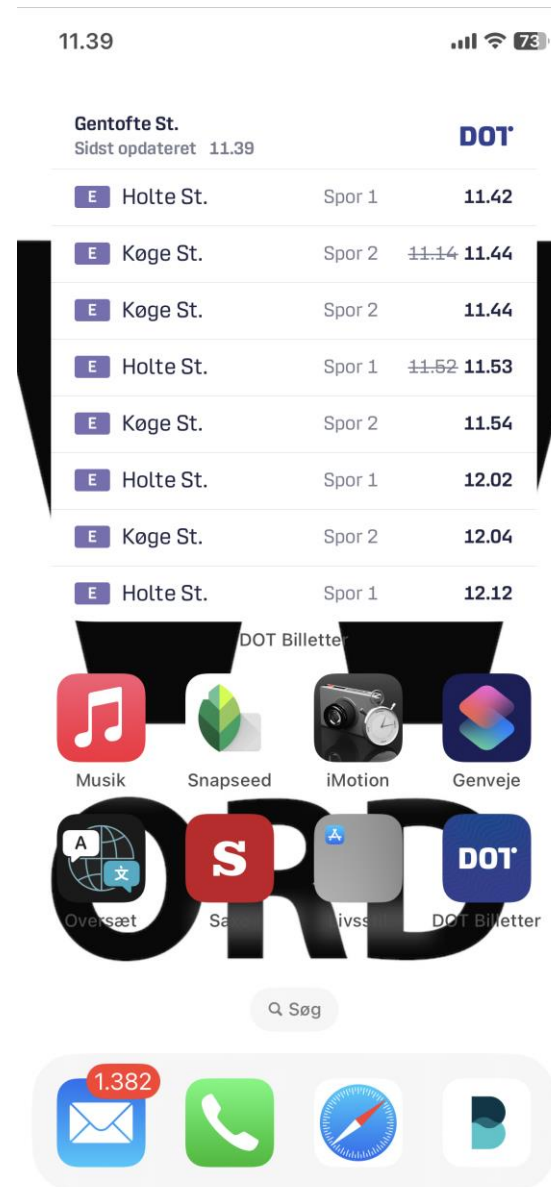 11.39
73
Gentofte St.
DOT
Sidst opdateret 11.39
E Holte St. Spor 1 11.42
E Køge St. Spor 2 11.14 11.44
E Køge St. Spor 2 11.44
E Holte St. Spor 1 11.52 11.53
E Køge St. Spor 2 11.54
E Holte St. Spor 1 12.02
E Køge St. Spor 2 12.04
E Holte St. Spor 1 12.12
DOT Billetter
Musik Snapseed iMotion Genveje
ORD
A 文 S DOT
Oversæt DOT Billetter
Søg
1.382